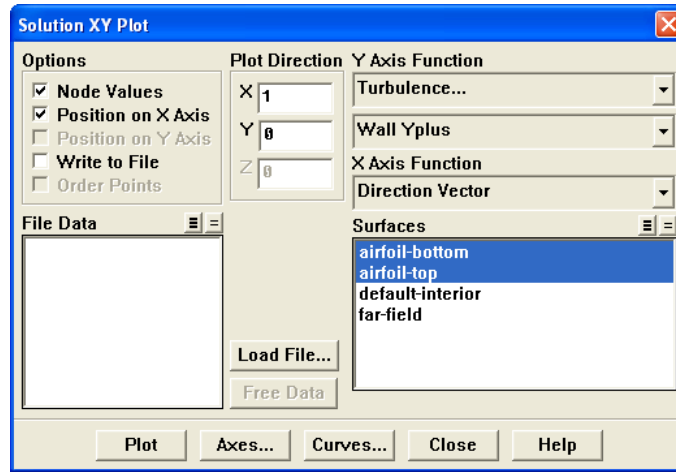 Solution XY Plot
Options
Node Values
Position on X Axis
Position on Y Axis
Write to File
Order Points
Plot Direction
X 1
Y 0
Z 0
Y Axis Function
Turbulence...
Wall Yplus
X Axis Function
Direction Vector
File Data
Surfaces
airfoil-bottom
airfoil-top
default-interior
far-field
Load File...
Free Data
Plot
Axes...
Curves...
Close
Help